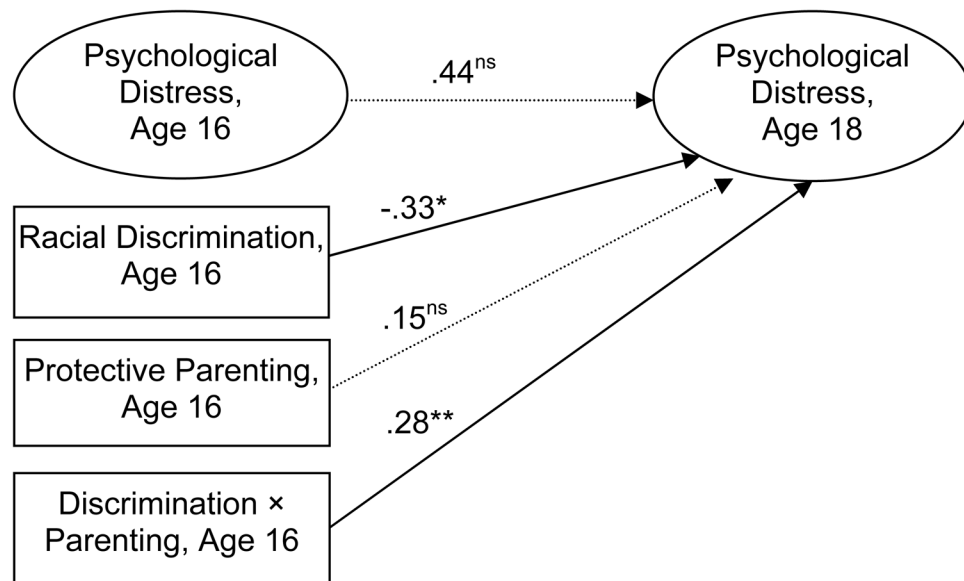 Psychological
Distress,
Age 16
.44ns
Psychological
Distress,
Age 18
Racial Discrimination,
Age 16
-.33*
Protective Parenting,
Age 16
.15ns
Discrimination ×
Parenting, Age 16
.28**